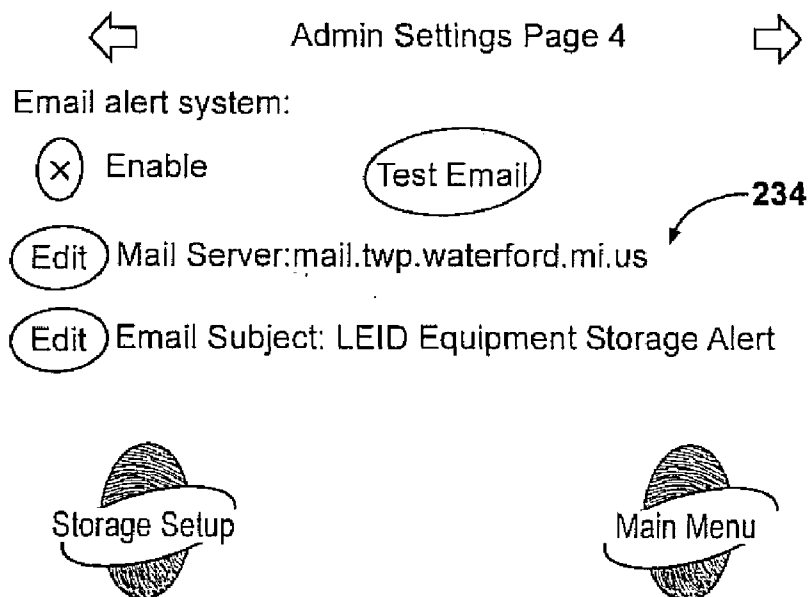 Admin Settings Page 4
Email alert system:
× Enable
Test Email
234
Edit Mail Server:mail.twp.waterford.mi.us
Edit Email Subject: LEID Equipment Storage Alert
Storage Setup
Main Menu